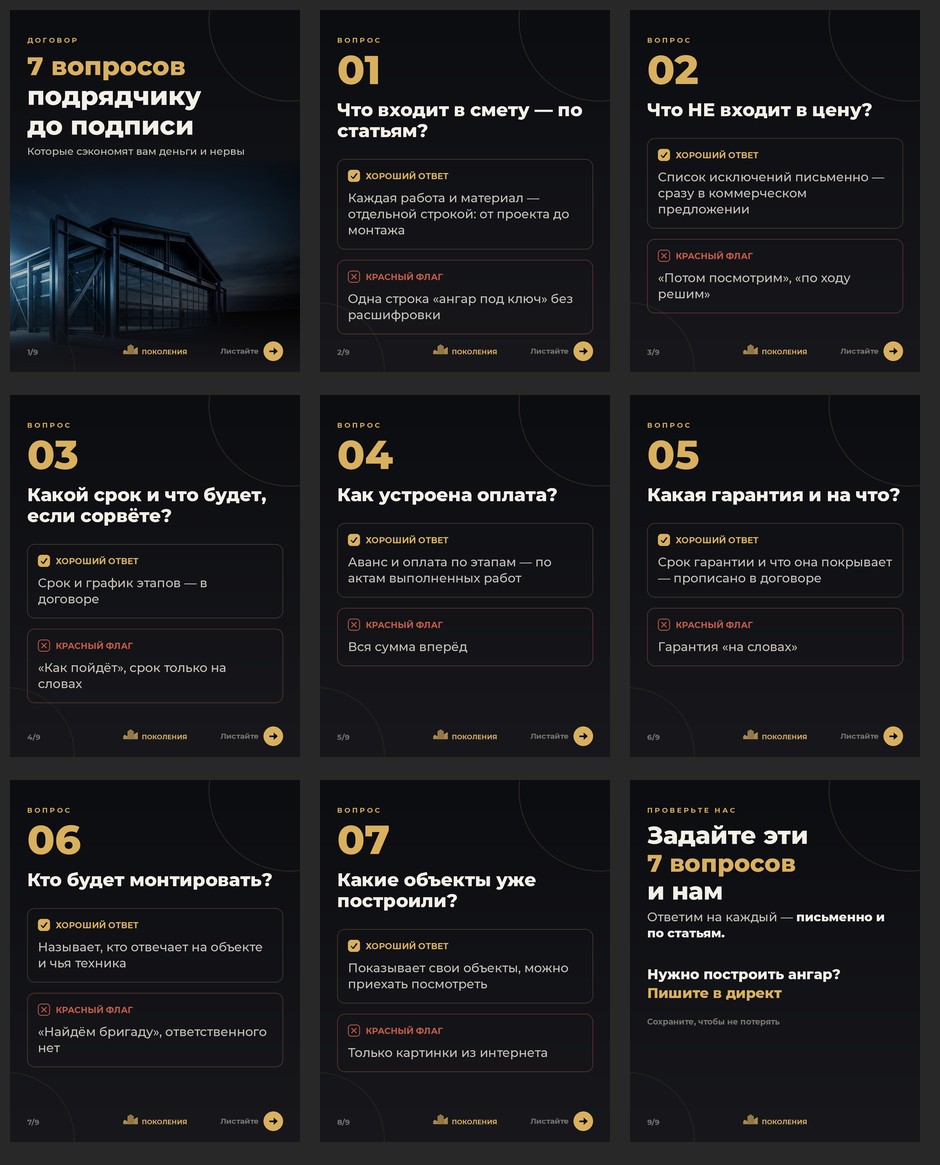 ДОГОВОР
7 вопросов
подрядчику
до подписи
Которые сэкономят вам деньги и нервы
1/9
ПОКОЛЕНИЯ
Листайте
ВОПРОС
01
Что входит в смету — по
статьям?
ХОРОШИЙ ОТВЕТ
Каждая работа и материал —
отдельной строкой: от проекта до
монтажа
КРАСНЫЙ ФЛАГ
Одна строка «ангар под ключ» без
расшифровки
2/9
ПОКОЛЕНИЯ
Листайте
ВОПРОС
02
Что НЕ входит в цену?
ХОРОШИЙ ОТВЕТ
Список исключений письменно —
сразу в коммерческом
предложении
КРАСНЫЙ ФЛАГ
«Потом посмотрим», «по ходу
решим»
3/9
ПОКОЛЕНИЯ
Листайте
ВОПРОС
03
Какой срок и что будет,
если сорвёте?
ХОРОШИЙ ОТВЕТ
Срок и график этапов — в
договоре
КРАСНЫЙ ФЛАГ
«Как пойдёт», срок только на
словах
4/9
ПОКОЛЕНИЯ
Листайте
ВОПРОС
04
Как устроена оплата?
ХОРОШИЙ ОТВЕТ
Аванс и оплата по этапам — по
актам выполненных работ
КРАСНЫЙ ФЛАГ
Вся сумма вперёд
5/9
ПОКОЛЕНИЯ
Листайте
ВОПРОС
05
Какая гарантия и на что?
ХОРОШИЙ ОТВЕТ
Срок гарантии и что она покрывает
— прописано в договоре
КРАСНЫЙ ФЛАГ
Гарантия «на словах»
6/9
ПОКОЛЕНИЯ
Листайте
ВОПРОС
06
Кто будет монтировать?
ХОРОШИЙ ОТВЕТ
Называет, кто отвечает на объекте
и чья техника
КРАСНЫЙ ФЛАГ
«Найдём бригаду», ответственного
нет
7/9
ПОКОЛЕНИЯ
Листайте
ВОПРОС
07
Какие объекты уже
построили?
ХОРОШИЙ ОТВЕТ
Показывает свои объекты, можно
приехать посмотреть
КРАСНЫЙ ФЛАГ
Только картинки из интернета
8/9
ПОКОЛЕНИЯ
Листайте
ПРОВЕРЬТЕ НАС
Задайте эти
7 вопросов
и нам
Ответим на каждый — письменно и
по статьям.
Нужно построить ангар?
Пишите в директ
Сохраните, чтобы не потерять
9/9
ПОКОЛЕНИЯ